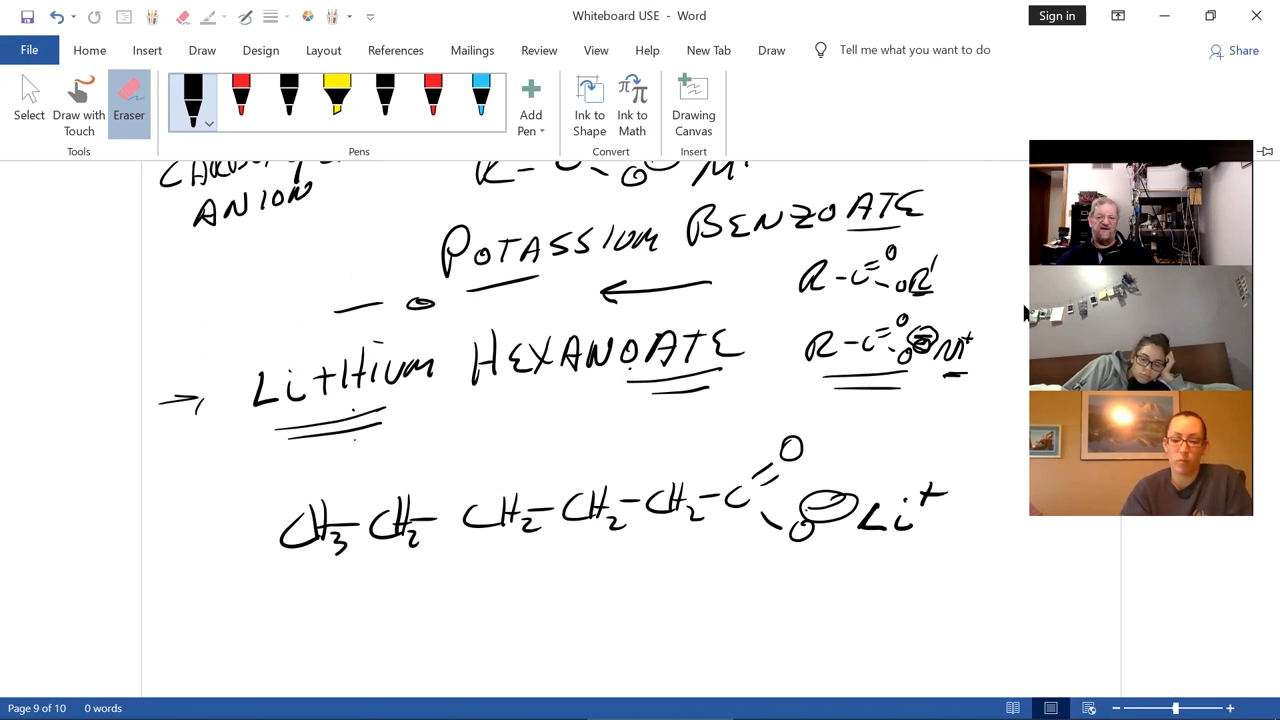 Whiteboard USE - Word
Sign in
File Home Insert Draw Design Layout References Mailings Review View Help New Tab Draw Tell me what you want to do Share
Select Draw with Touch Eraser Add Pen Ink to Shape Ink to Math Drawing Canvas
Tools Pens Convert Insert
ANION
R - C O O M+
POTASSIUM BENZOATE
R - C = O OR'
LITHIUM HEXANOATE
R - C = O O⊖ M+
→
CH3 - CH2 - CH2 - CH2 - CH2 - C = O
O⊖ Li+
Page 9 of 10 0 words